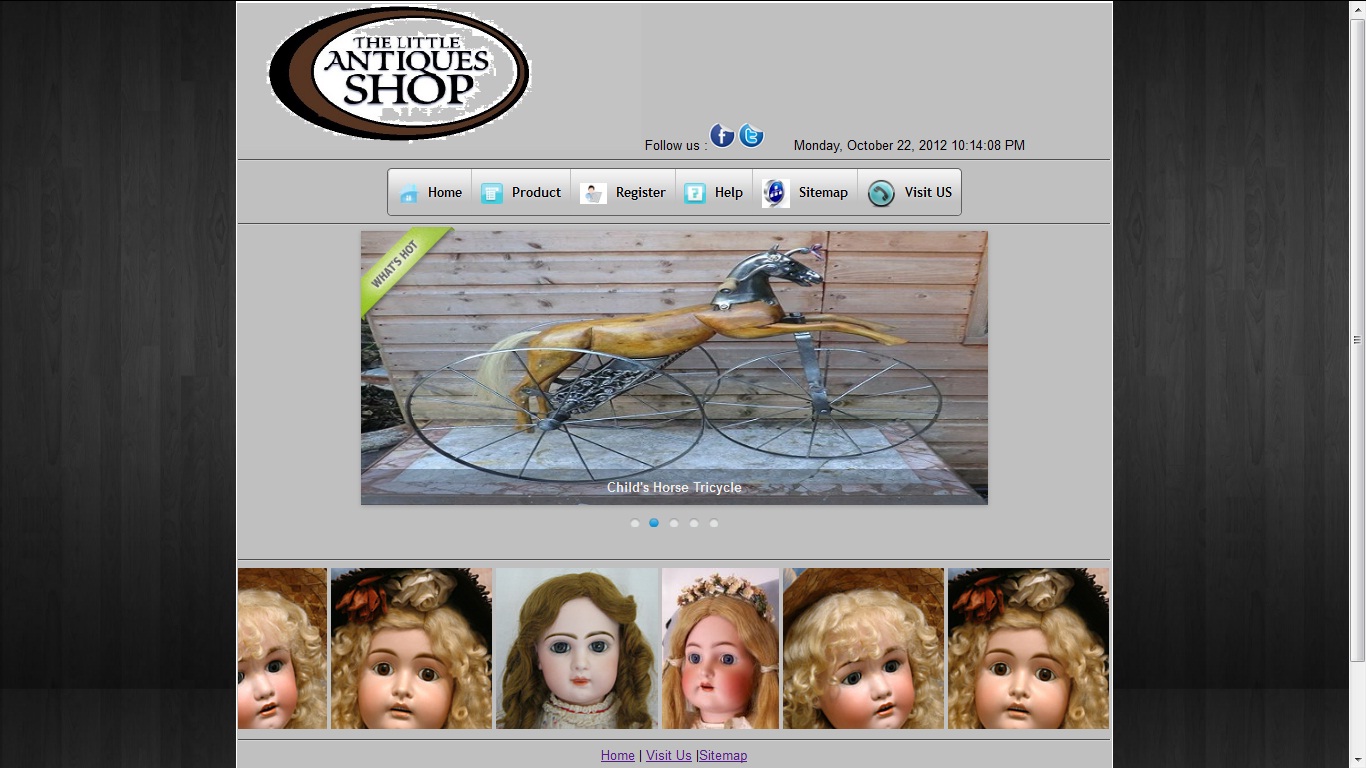 THE LITTLE
ANTIQUES
SHOP
Follow us : Monday, October 22, 2012 10:14:08 PM
Home Product Register Help Sitemap Visit US
WHAT'S HOT
Child's Horse Tricycle
Home | Visit Us |Sitemap